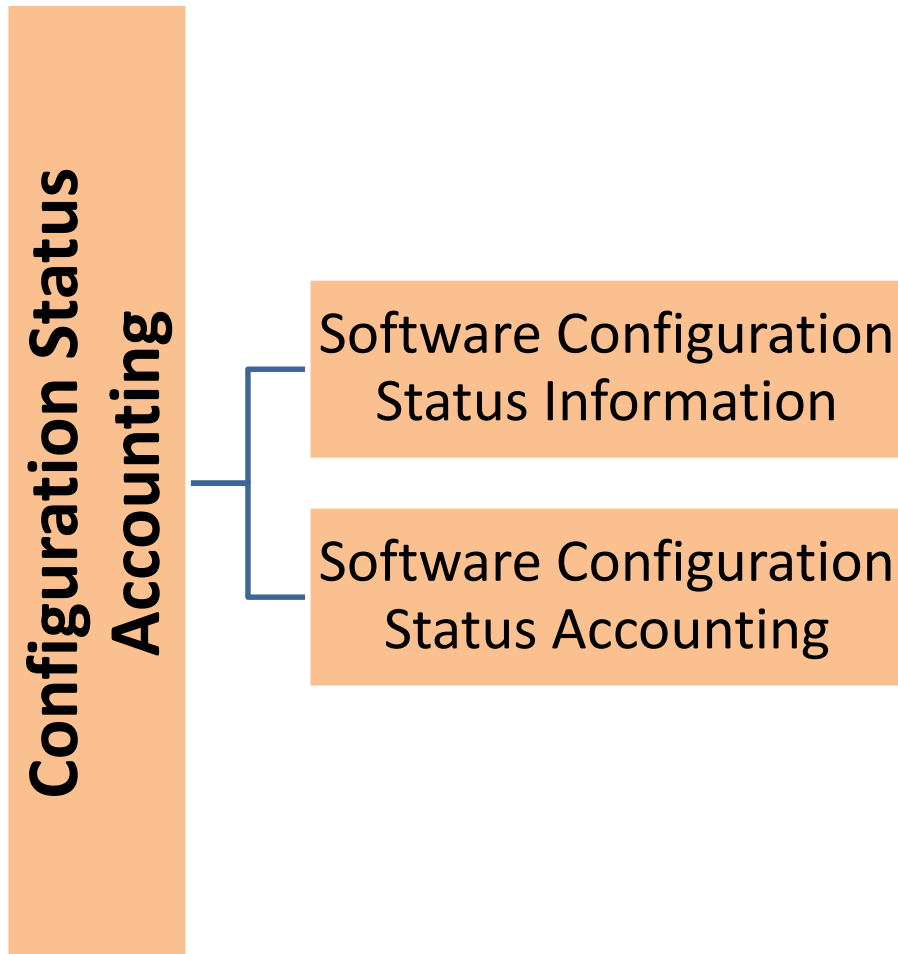 Configuration Status
Accounting
Software Configuration
Status Information
Software Configuration
Status Accounting